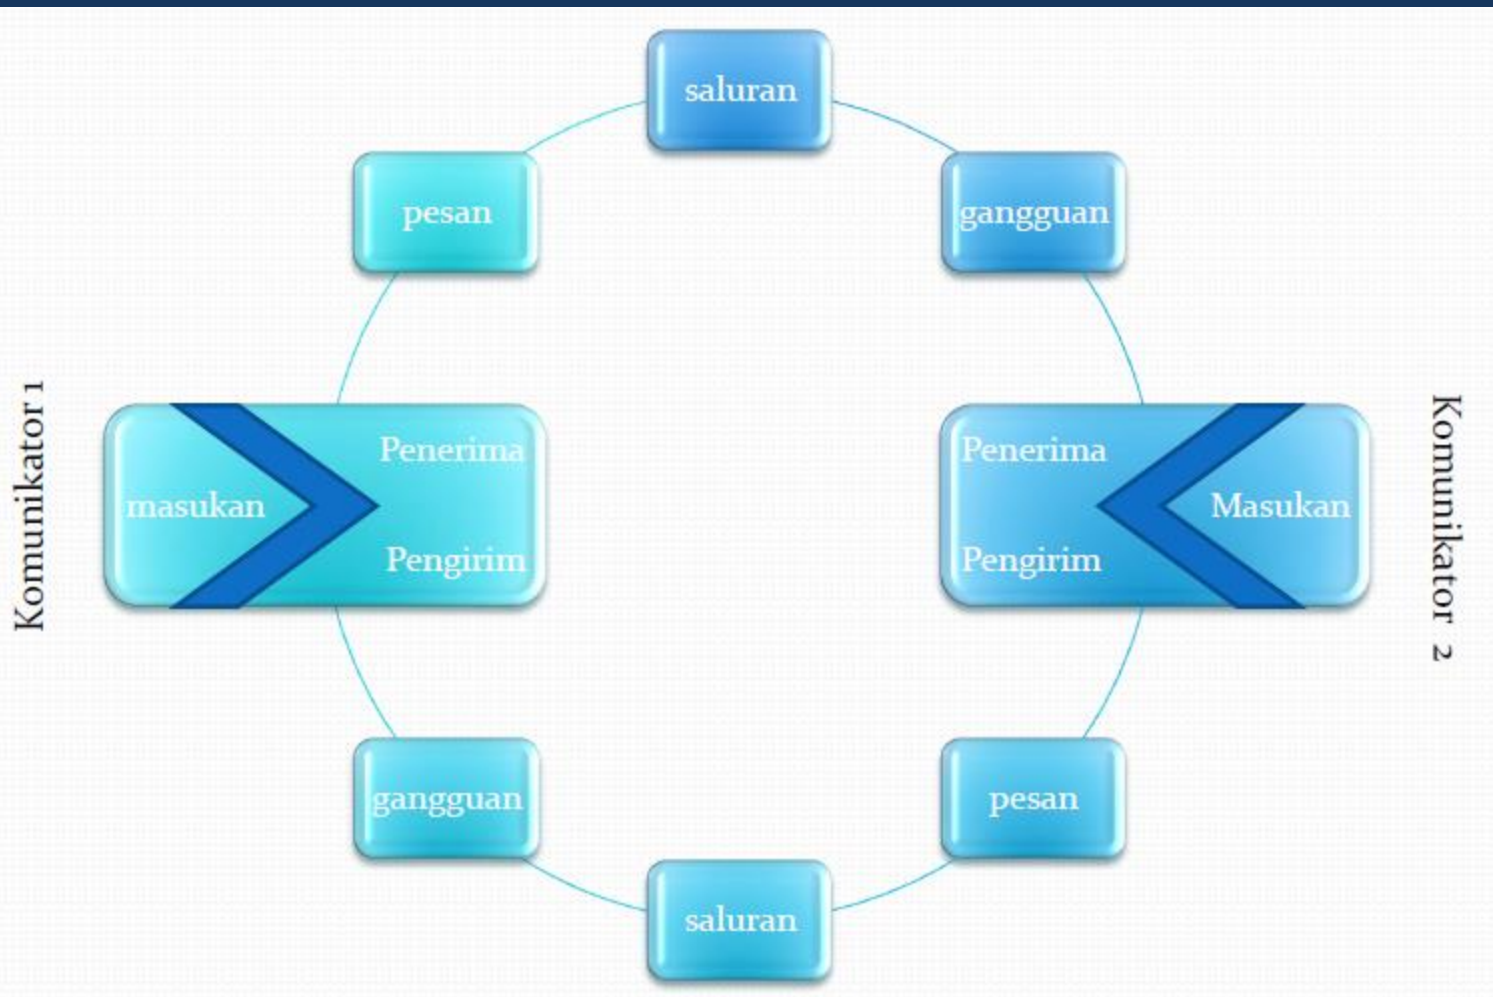 saluran
pesan
gangguan
Komunikator 1
masukan
Penerima
Pengirim
Penerima
Pengirim
Masukan
Komunikator 2
gangguan
pesan
saluran